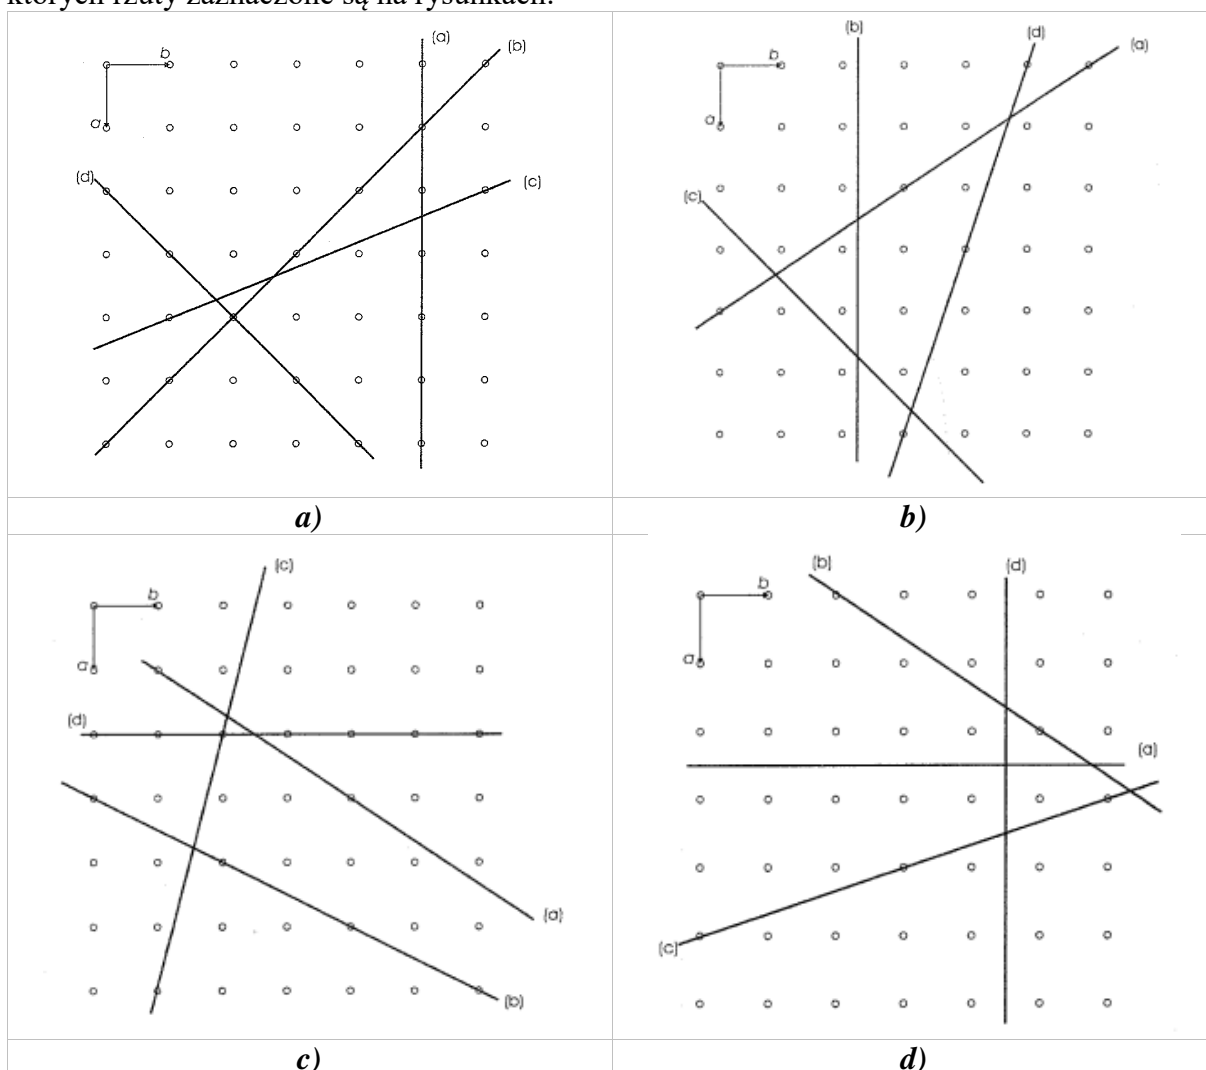 których rzuty zaznaczone są na rysunkach.
b
a
(a)
(b)
(c)
(d)
a)
b
a
(b)
(d)
(a)
(c)
b)
b
a
(c)
(d)
(a)
(b)
c)
b
a
(b)
(d)
(a)
(c)
d)